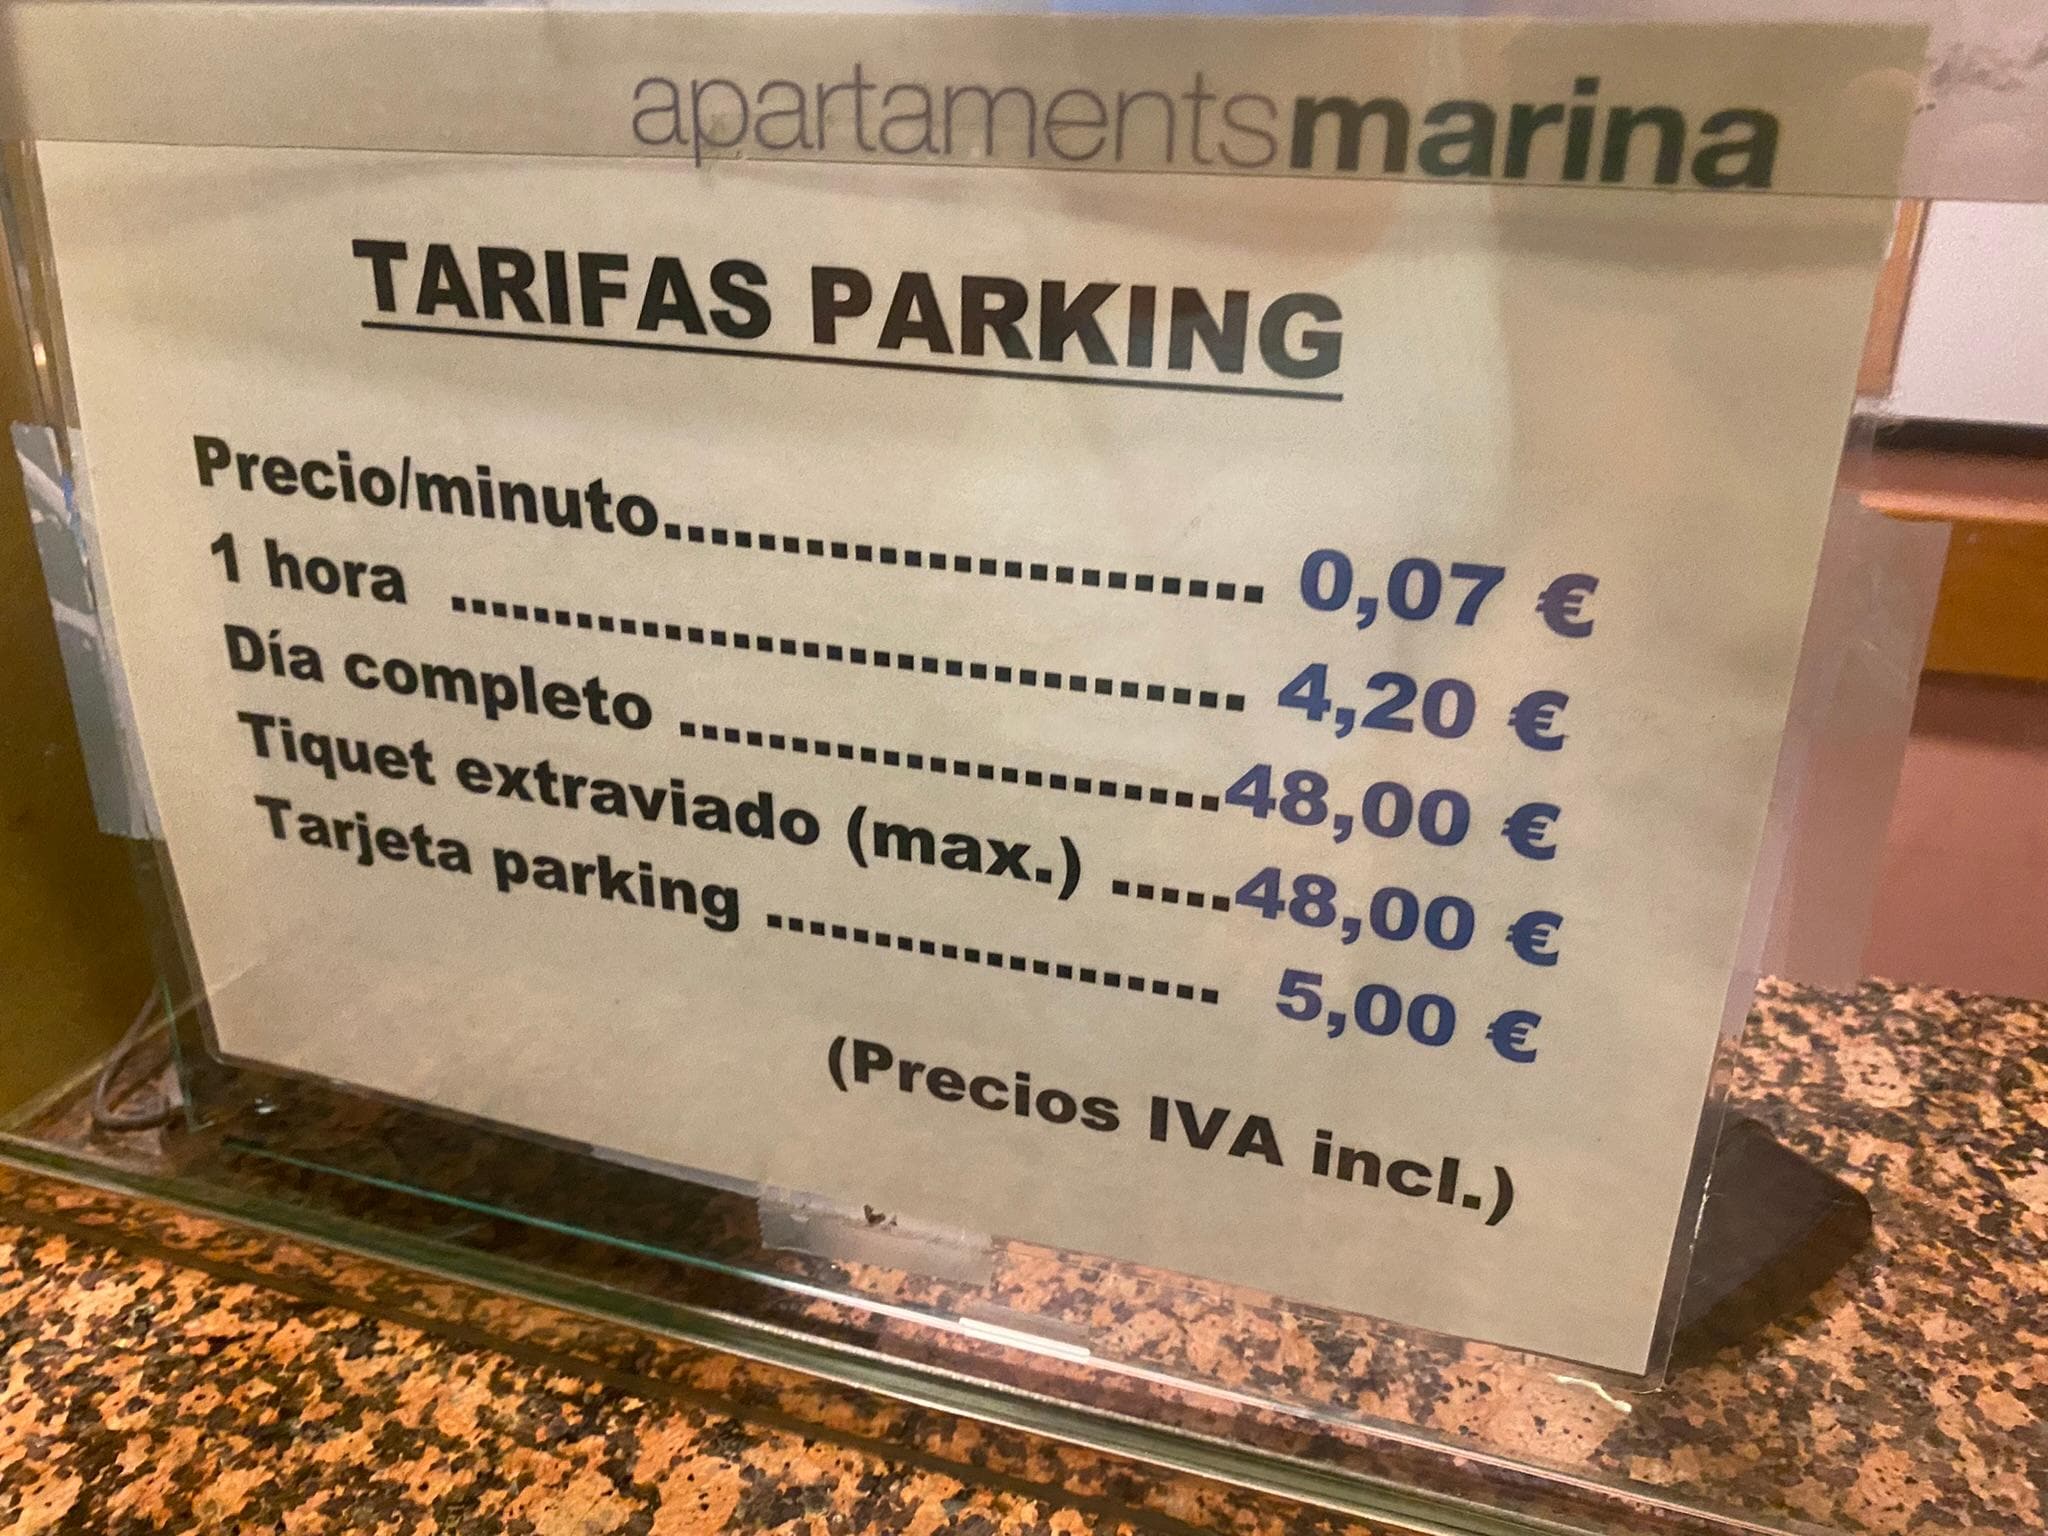 apartamentsmarina
TARIFAS PARKING
Precio/minuto........................... 0,07 €
1 hora ................................... 4,20 €
Día completo ........................48,00 €
Tiquet extraviado (max.) .....48,00 €
Tarjeta parking .................... 5,00 €
(Precios IVA incl.)